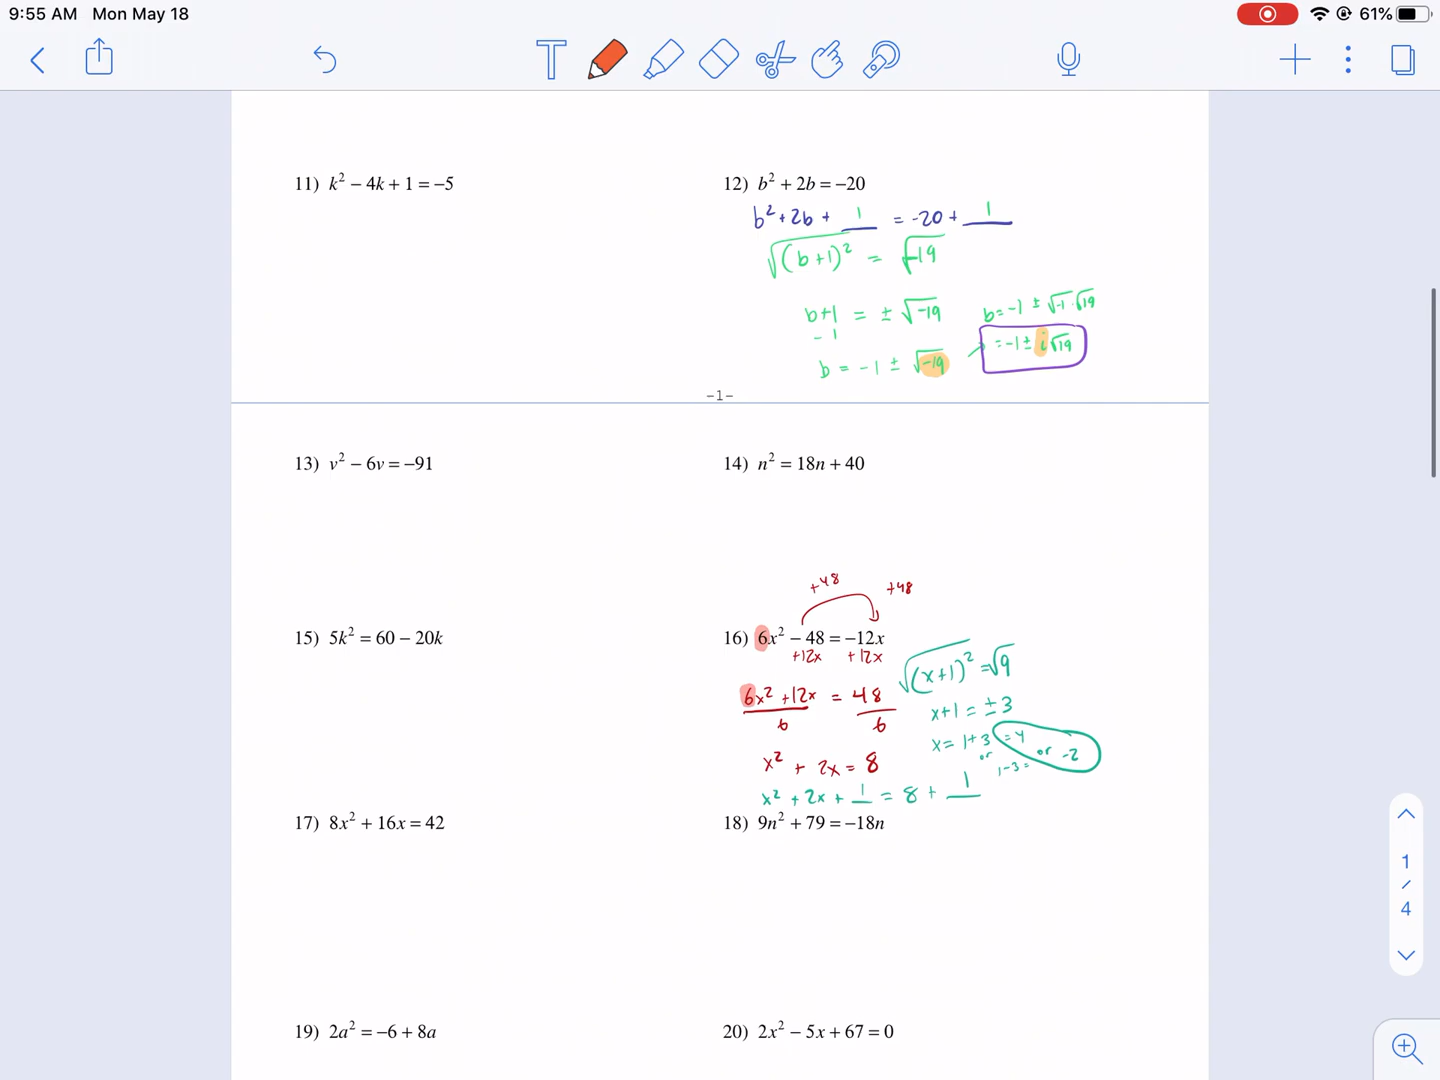 9:55 AM Mon May 18
61%
11) k² − 4k + 1 = −5
12) b² + 2b = −20
b² + 2b + 1 = -20 + 1
√(b+1)² = √-19
b+1 = ± √-19
-1
b = -1 ± √-19
b = -1 ± √-1 · √19
= -1 ± i√19
-1-
13) v² − 6v = −91
14) n² = 18n + 40
15) 5k² = 60 − 20k
+48 +48
16) 6x² − 48 = −12x
+12x +12x
6x² + 12x = 48
6 6
x² + 2x = 8
x² + 2x + 1 = 8 + 1
√(x+1)² = √9
x+1 = ±3
x = 1+3 = 4
or
1-3 = or -2
17) 8x² + 16x = 42
18) 9n² + 79 = −18n
19) 2a² = −6 + 8a
20) 2x² − 5x + 67 = 0
1
/
4